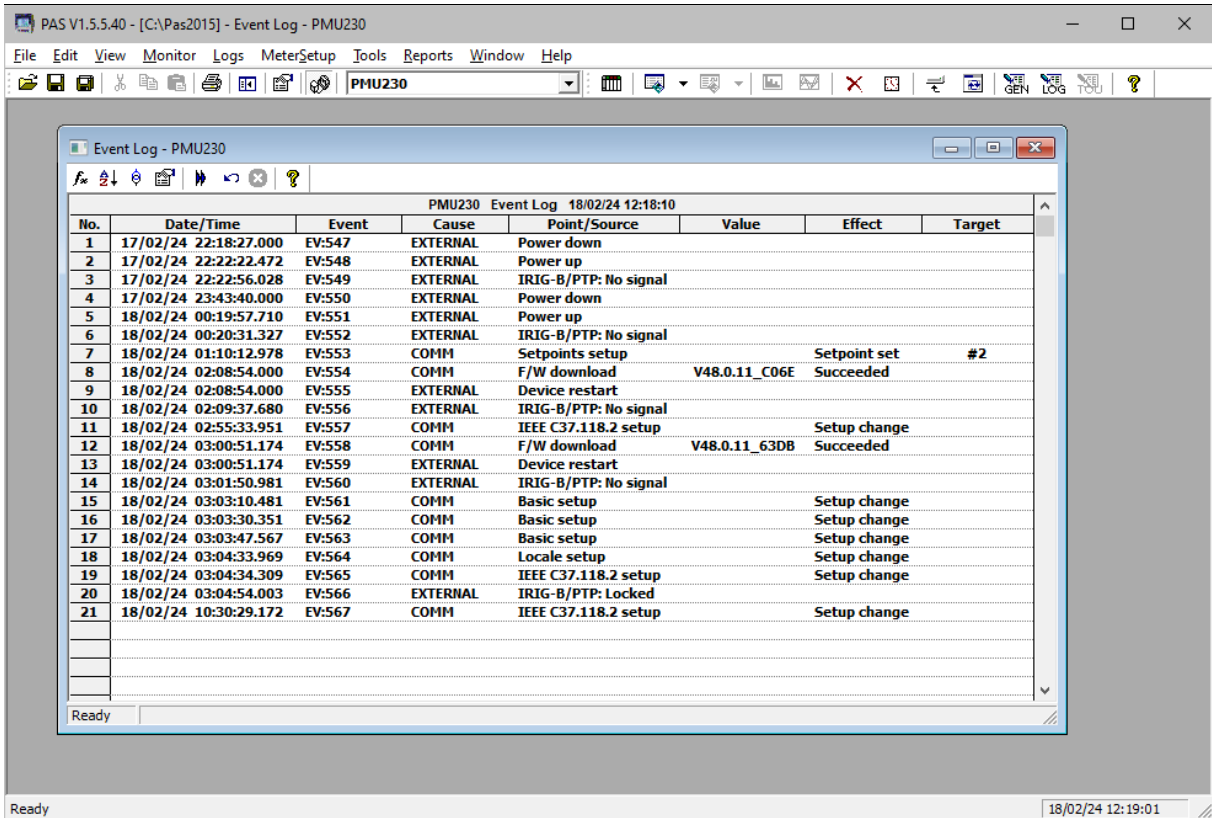 PAS V1.5.5.40 - [C:\Pas2015] - Event Log - PMU230
File Edit View Monitor Logs MeterSetup Tools Reports Window Help
PMU230 GEN LOG TOU
Event Log - PMU230
PMU230 Event Log 18/02/24 12:18:10
No. Date/Time Event Cause Point/Source Value Effect Target
1 17/02/24 22:18:27.000 EV:547 EXTERNAL Power down
2 17/02/24 22:22:22.472 EV:548 EXTERNAL Power up
3 17/02/24 22:22:56.028 EV:549 EXTERNAL IRIG-B/PTP: No signal
4 17/02/24 23:43:40.000 EV:550 EXTERNAL Power down
5 18/02/24 00:19:57.710 EV:551 EXTERNAL Power up
6 18/02/24 00:20:31.327 EV:552 EXTERNAL IRIG-B/PTP: No signal
7 18/02/24 01:10:12.978 EV:553 COMM Setpoints setup Setpoint set #2
8 18/02/24 02:08:54.000 EV:554 COMM F/W download V48.0.11_C06E Succeeded
9 18/02/24 02:08:54.000 EV:555 EXTERNAL Device restart
10 18/02/24 02:09:37.680 EV:556 EXTERNAL IRIG-B/PTP: No signal
11 18/02/24 02:55:33.951 EV:557 COMM IEEE C37.118.2 setup Setup change
12 18/02/24 03:00:51.174 EV:558 COMM F/W download V48.0.11_63DB Succeeded
13 18/02/24 03:00:51.174 EV:559 EXTERNAL Device restart
14 18/02/24 03:01:50.981 EV:560 EXTERNAL IRIG-B/PTP: No signal
15 18/02/24 03:03:10.481 EV:561 COMM Basic setup Setup change
16 18/02/24 03:03:30.351 EV:562 COMM Basic setup Setup change
17 18/02/24 03:03:47.567 EV:563 COMM Basic setup Setup change
18 18/02/24 03:04:33.969 EV:564 COMM Locale setup Setup change
19 18/02/24 03:04:34.309 EV:565 COMM IEEE C37.118.2 setup Setup change
20 18/02/24 03:04:54.003 EV:566 EXTERNAL IRIG-B/PTP: Locked
21 18/02/24 10:30:29.172 EV:567 COMM IEEE C37.118.2 setup Setup change
Ready
Ready 18/02/24 12:19:01